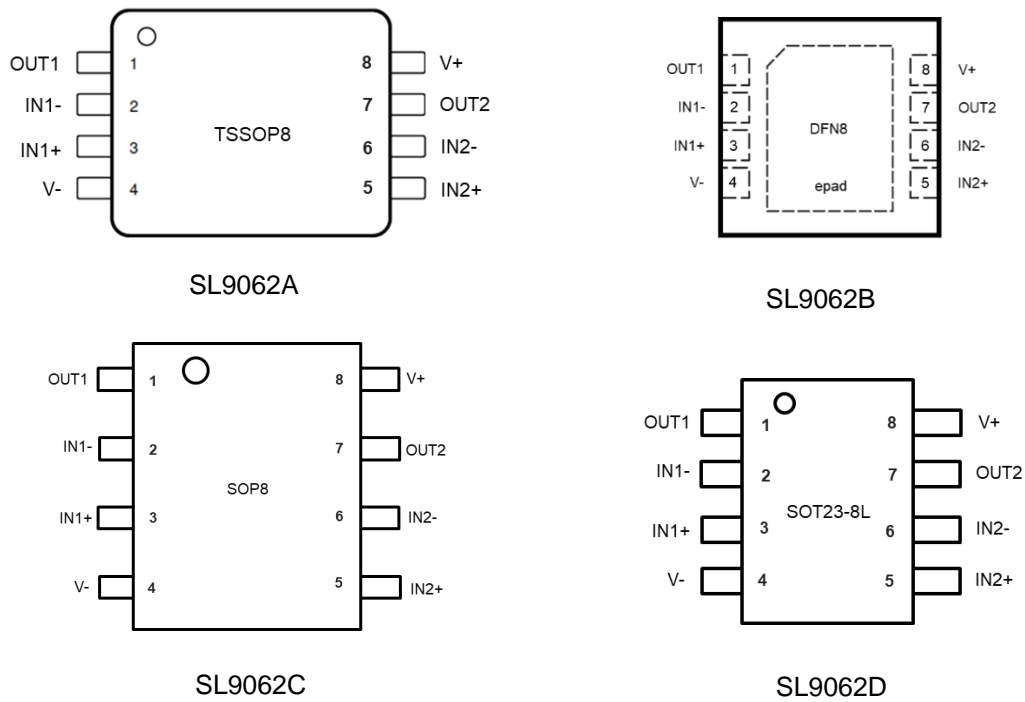 OUT1 1 8 V+
IN1- 2 7 OUT2
IN1+ 3 TSSOP8 6 IN2-
V- 4 5 IN2+
SL9062A
OUT1 1 8 V+
IN1- 2 7 OUT2
IN1+ 3 DFN8 6 IN2-
V- 4 epad 5 IN2+
SL9062B
OUT1 1 8 V+
IN1- 2 7 OUT2
SOP8
IN1+ 3 6 IN2-
V- 4 5 IN2+
SL9062C
OUT1 1 8 V+
IN1- 2 7 OUT2
SOT23-8L
IN1+ 3 6 IN2-
V- 4 5 IN2+
SL9062D